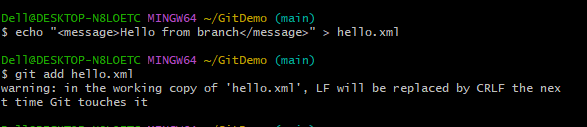 Dell@DESKTOP-N8LOETC MINGW64 ~/GitDemo (main)
$ echo "<message>Hello from branch</message>" > hello.xml
Dell@DESKTOP-N8LOETC MINGW64 ~/GitDemo (main)
$ git add hello.xml
warning: in the working copy of 'hello.xml', LF will be replaced by CRLF the nex
t time Git touches it